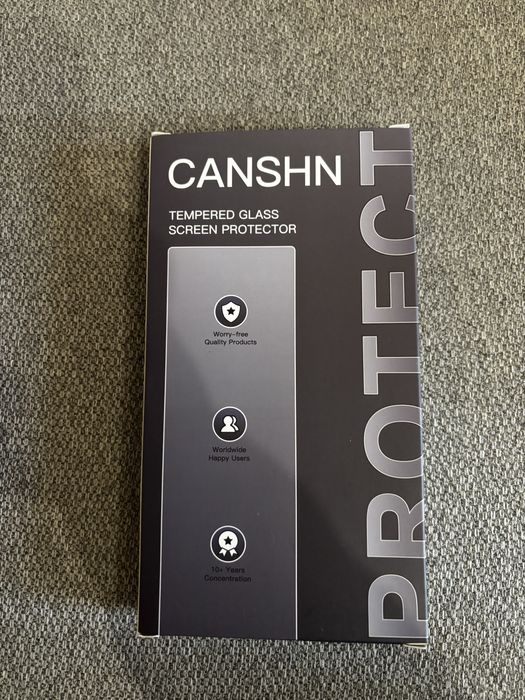 CANSHN
TEMPERED GLASS
SCREEN PROTECTOR
Worry-free
Quality Products
Worldwide
Happy Users
10+ Years
Concentration
PROTECT